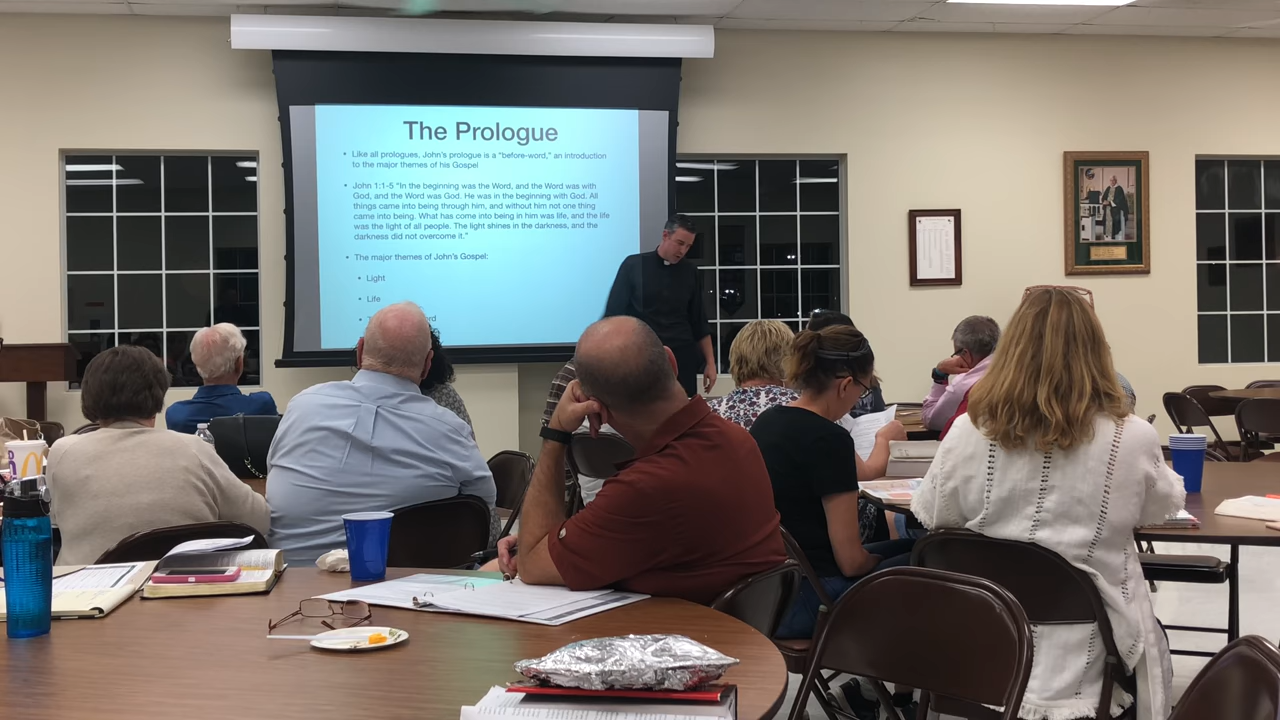 The Prologue
• Like all prologues, John's prologue is a "before-word," an introduction
to the major themes of his Gospel
• John 1:1-5 "In the beginning was the Word, and the Word was with
God, and the Word was God. He was in the beginning with God. All
things came into being through him, and without him not one thing
came into being. What has come into being in him was life, and the life
was the light of all people. The light shines in the darkness, and the
darkness did not overcome it."
• The major themes of John's Gospel:
• Light
• Life